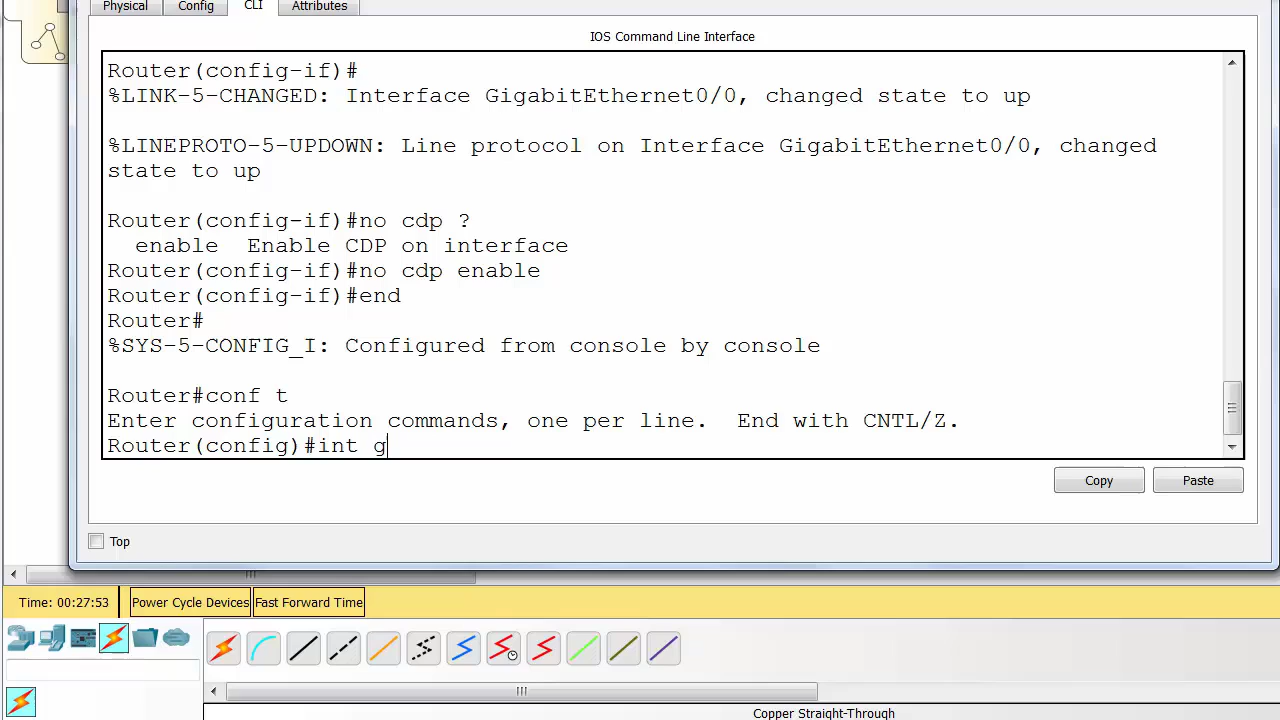 Physical Config CLI Attributes
IOS Command Line Interface
Router(config-if)#
%LINK-5-CHANGED: Interface GigabitEthernet0/0, changed state to up
%LINEPROTO-5-UPDOWN: Line protocol on Interface GigabitEthernet0/0, changed
state to up
Router(config-if)#no cdp ?
enable Enable CDP on interface
Router(config-if)#no cdp enable
Router(config-if)#end
Router#
%SYS-5-CONFIG_I: Configured from console by console
Router#conf t
Enter configuration commands, one per line. End with CNTL/Z.
Router(config)#int g
Copy Paste
Top
Time: 00:27:53 Power Cycle Devices Fast Forward Time
Copper Straight-Through